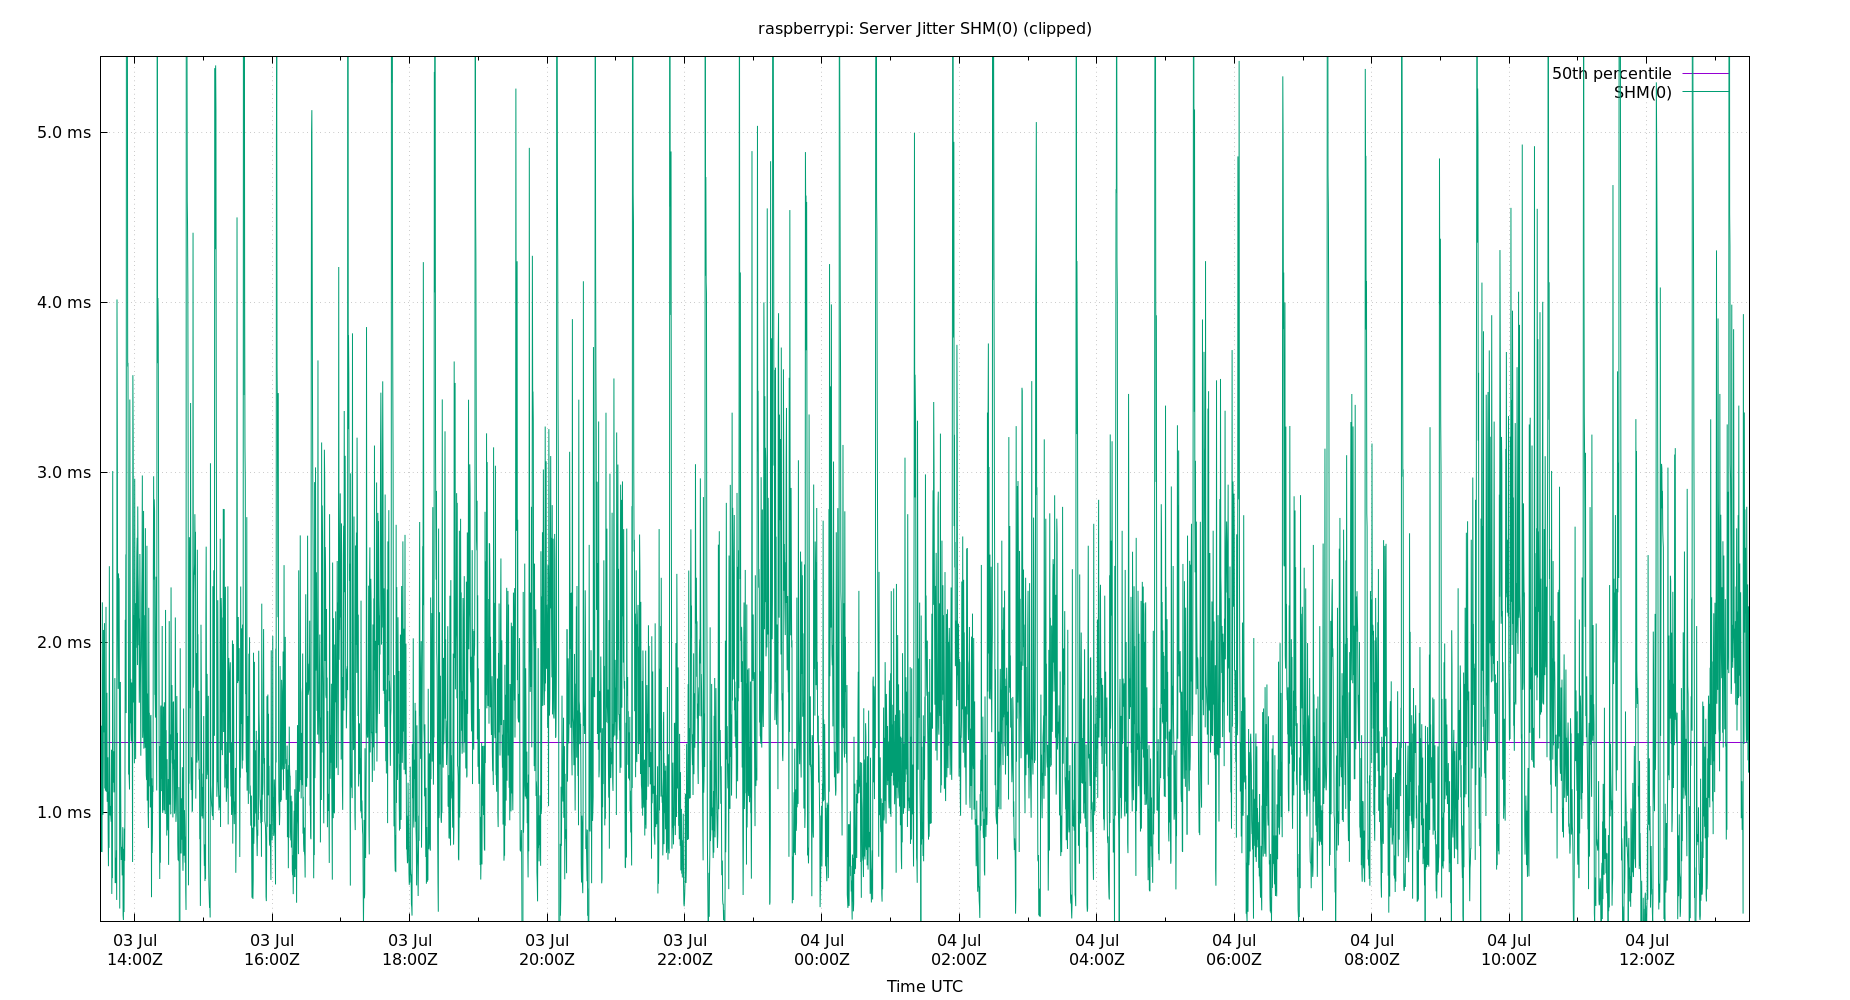 raspberrypi: Server Jitter SHM(0) (clipped)
50th percentile
SHM(0)
5.0 ms
4.0 ms
3.0 ms
2.0 ms
1.0 ms
03 Jul 03 Jul 03 Jul 03 Jul 03 Jul 04 Jul 04 Jul 04 Jul 04 Jul 04 Jul 04 Jul 04 Jul
14:00Z 16:00Z 18:00Z 20:00Z 22:00Z 00:00Z 02:00Z 04:00Z 06:00Z 08:00Z 10:00Z 12:00Z
Time UTC